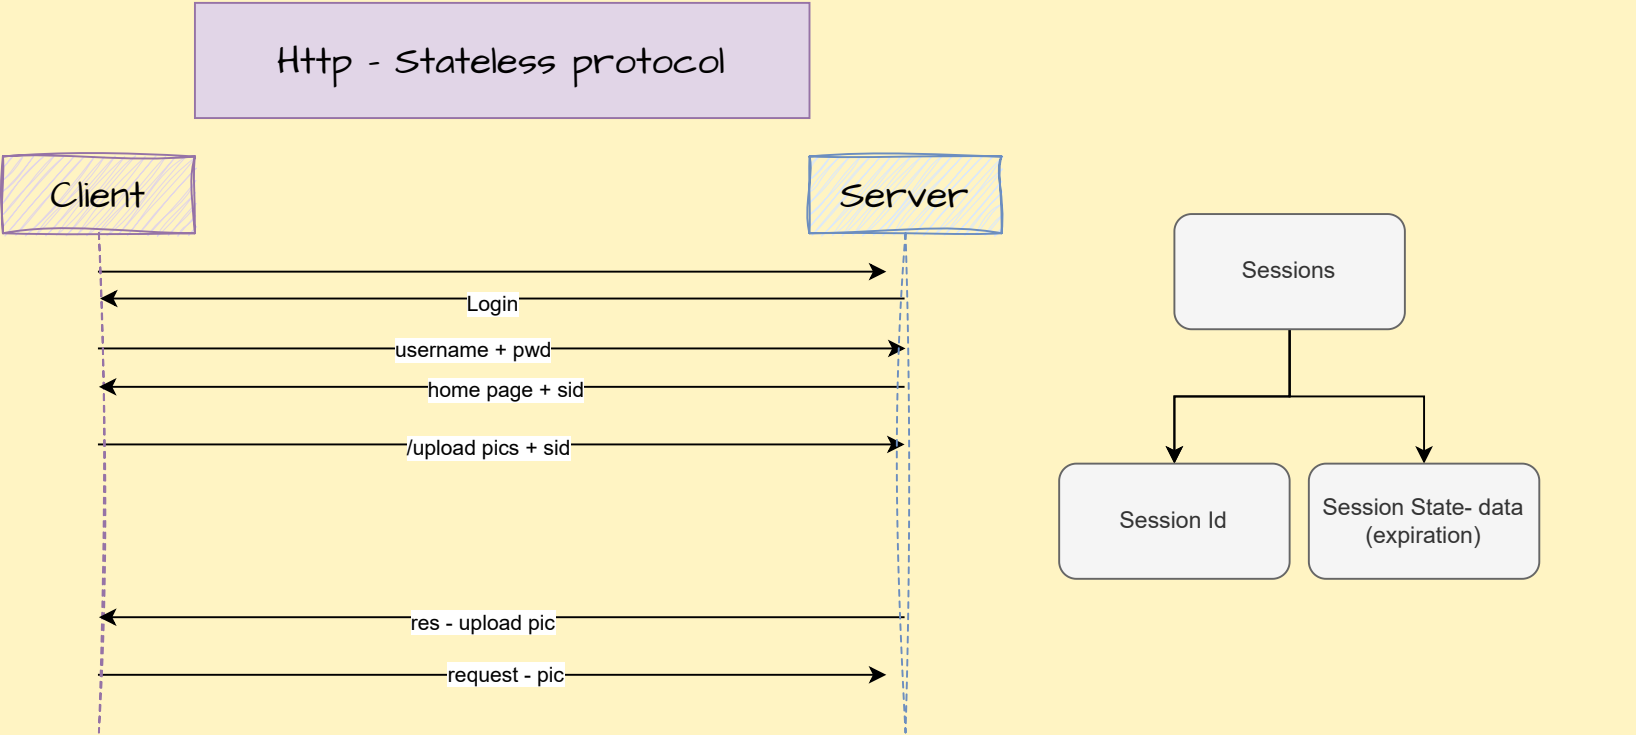 Http - Stateless protocol
Client
Server
Login
username + pwd
home page + sid
/upload pics + sid
res - upload pic
request - pic
Sessions
Session Id
Session State- data
(expiration)